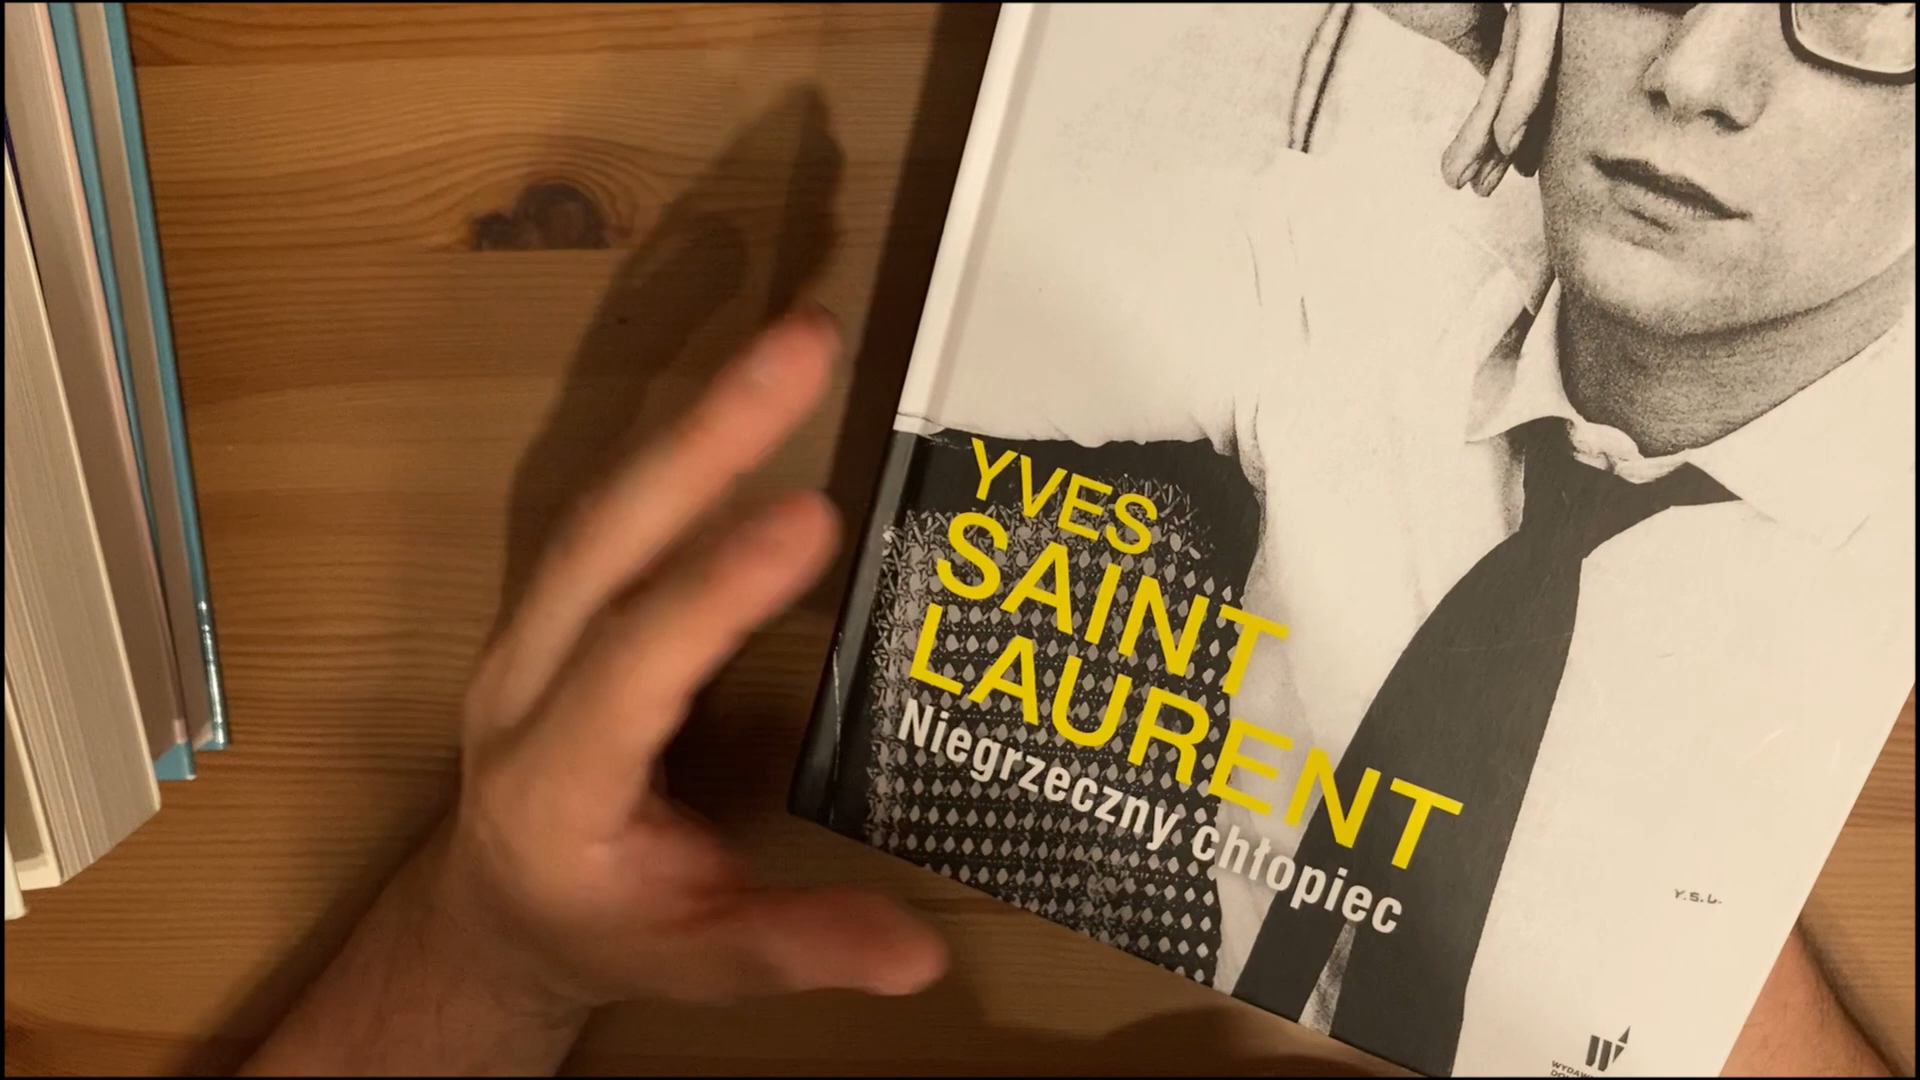 YVES
SAINT
LAURENT
Niegrzeczny chłopiec
Y.S.L.